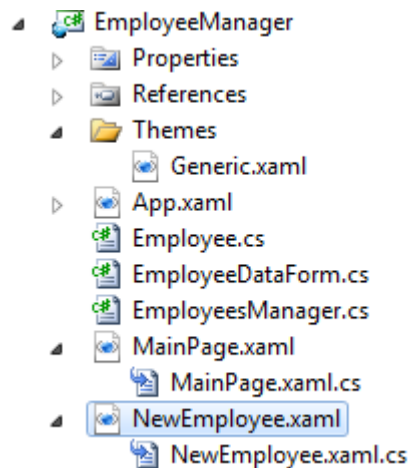 EmployeeManager
Properties
References
Themes
Generic.xaml
App.xaml
Employee.cs
EmployeeDataForm.cs
EmployeesManager.cs
MainPage.xaml
MainPage.xaml.cs
NewEmployee.xaml
NewEmployee.xaml.cs